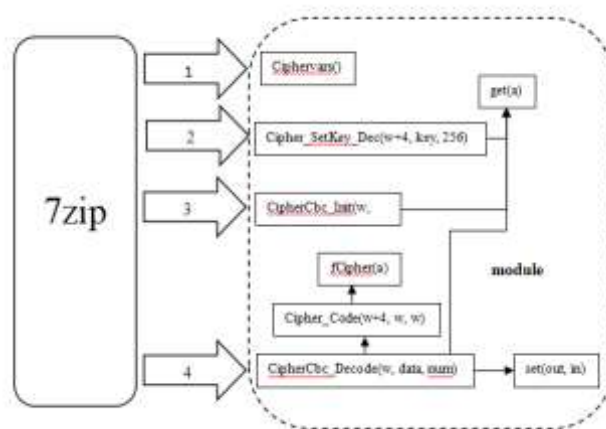 7zip
1
Ciphervars()
get(a)
2
Cipher_SetKey_Dec(w+4, key, 256)
3
CipherCbc_Init(w,
fCipher(a)
module
Cipher_Code(w+4, w, w)
4
CipherCbc_Decode(w, data, num)
set(out, in)